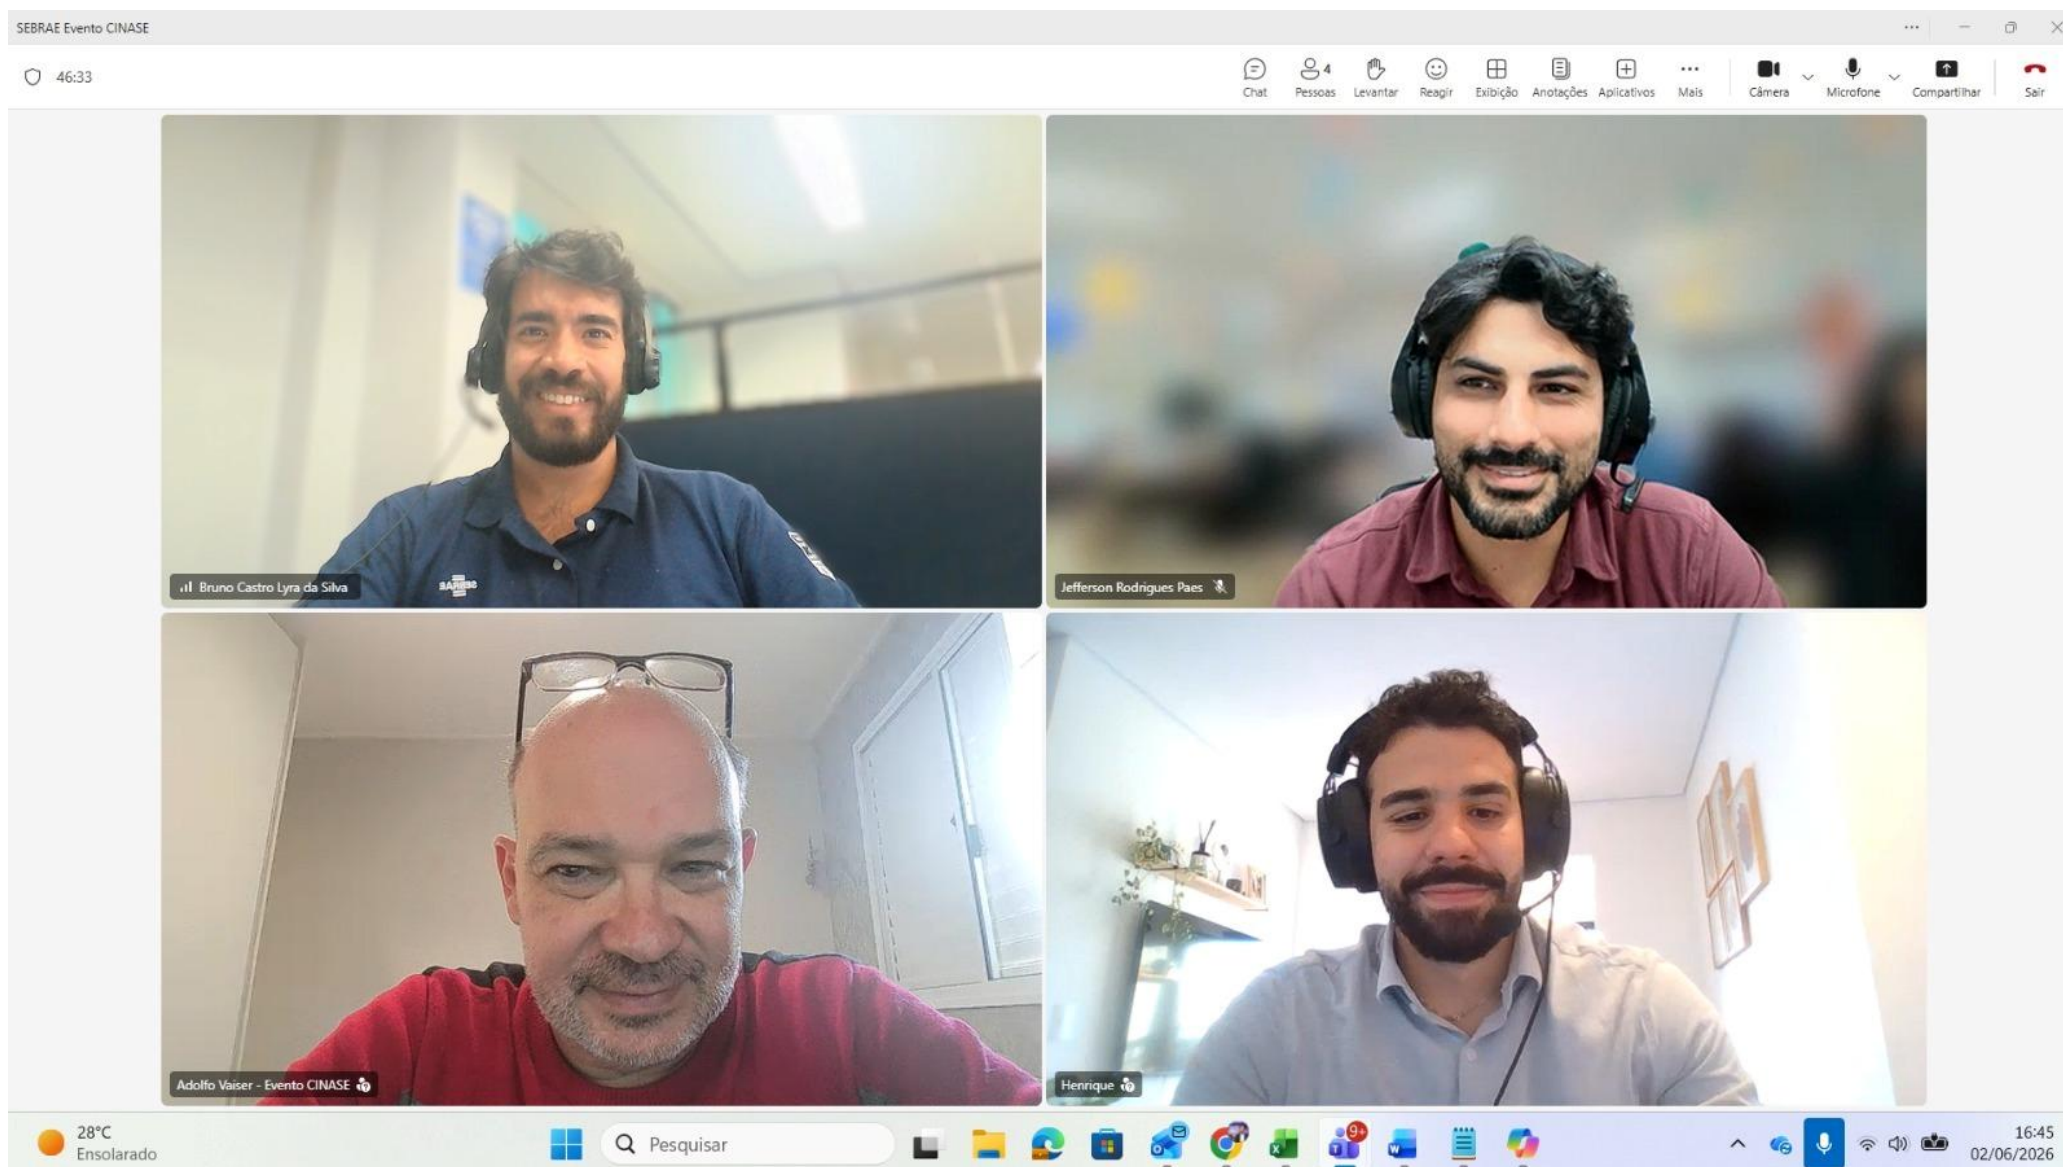 SEBRAE Evento CINASE
46:33
Chat
Pessoas 4
Levantar
Reagir
Exibição
Anotações
Aplicativos
Mais
Câmera
Microfone
Compartilhar
Sair
SEBRAE
Bruno Castro Lyra da Silva
Jefferson Rodrigues Paes
Adolfo Vaiser - Evento CINASE
Henrique
28°C
Ensolarado
Pesquisar
9+
16:45
02/06/2026